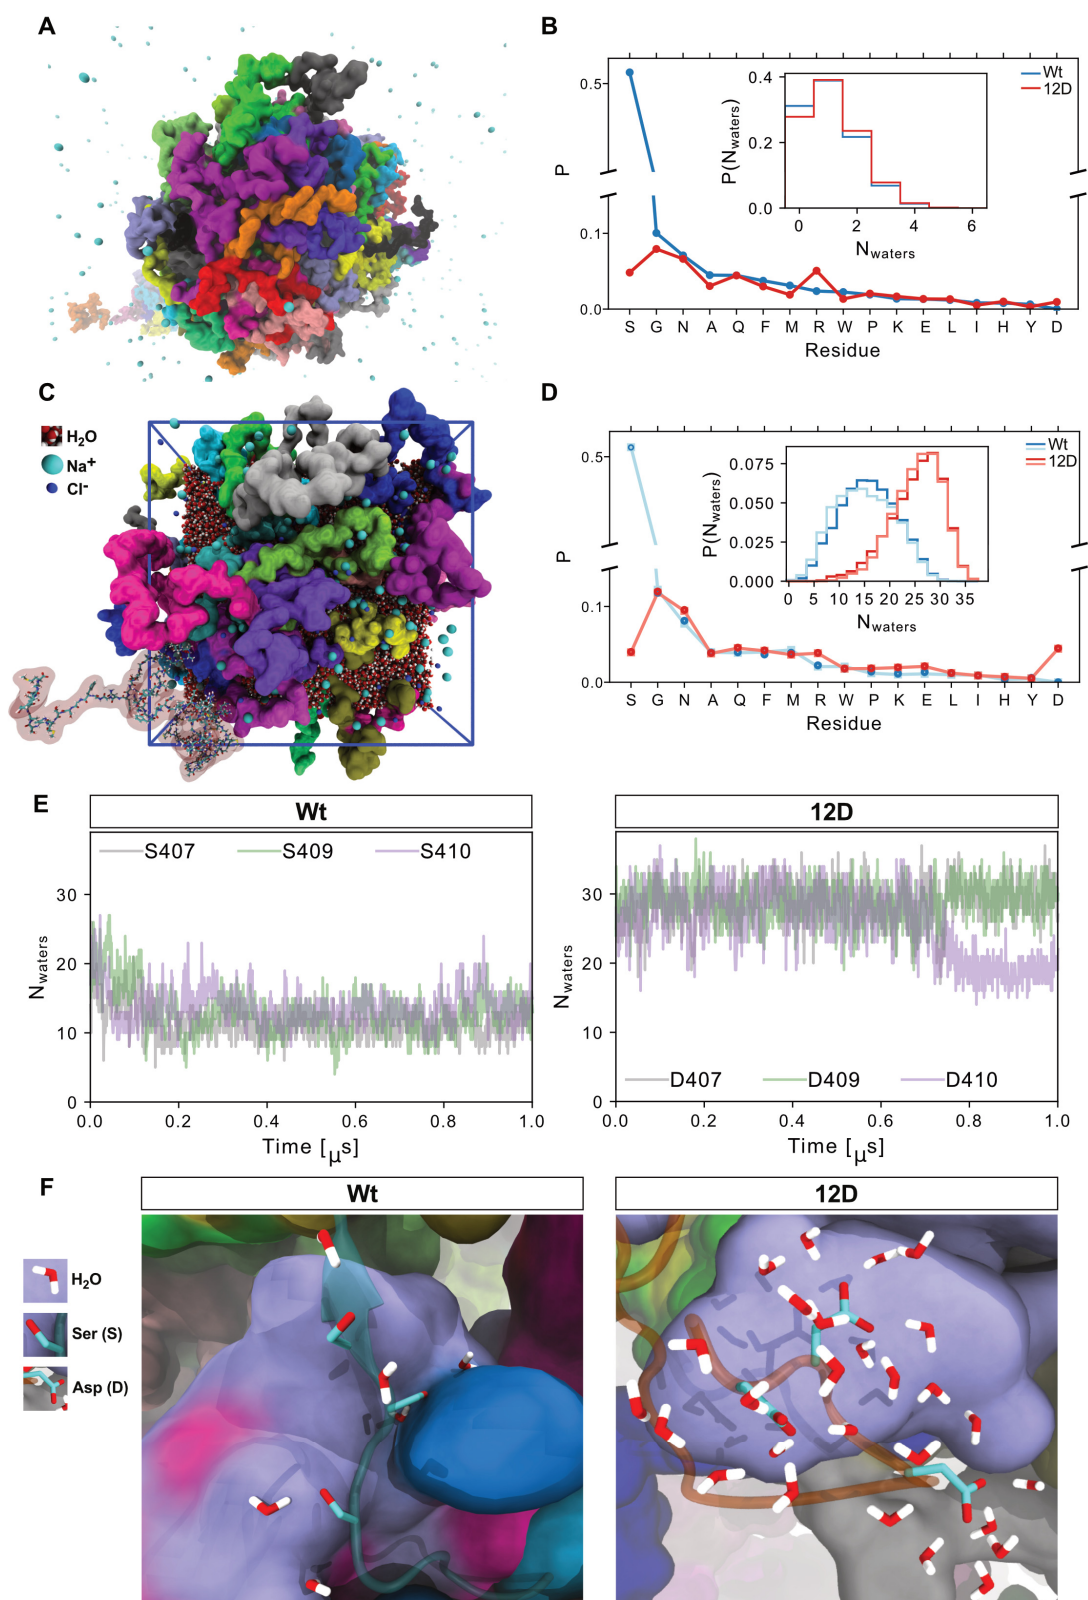 A
B
Wt
12D
0.5
0.1
0.0
P
0.4
0.2
0.0
P(Nwaters)
0 2 4 6
Nwaters
S G N A Q F M R W P K E L I H Y D
Residue
C
H2O
Na+
Cl-
D
Wt
12D
0.5
0.1
0.0
P
0.075
0.050
0.025
0.000
P(Nwaters)
0 5 10 15 20 25 30 35
Nwaters
S G N A Q F M R W P K E L I H Y D
Residue
E
Wt
S407 S409 S410
30
20
10
0
Nwaters
0.0 0.2 0.4 0.6 0.8 1.0
Time [μs]
12D
30
20
10
0
Nwaters
D407 D409 D410
0.0 0.2 0.4 0.6 0.8 1.0
Time [μs]
F
Wt
12D
H2O
Ser (S)
Asp (D)